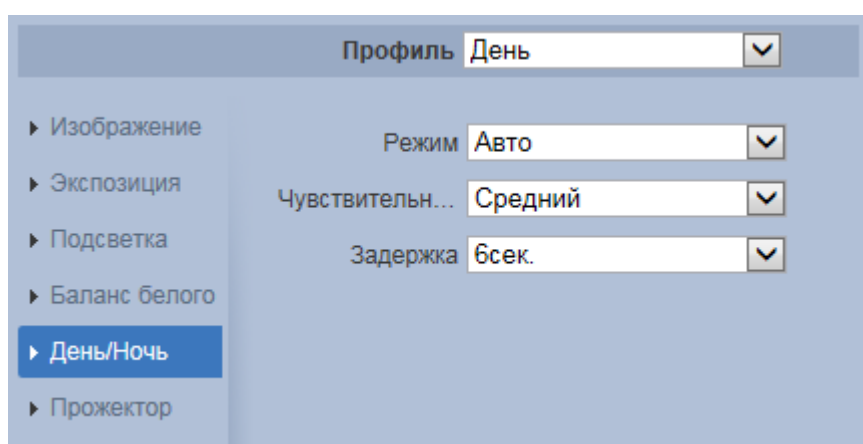 Профиль День
Изображение
Режим Авто
Экспозиция
Чувствительн... Средний
Подсветка
Задержка 6сек.
Баланс белого
День/Ночь
Прожектор